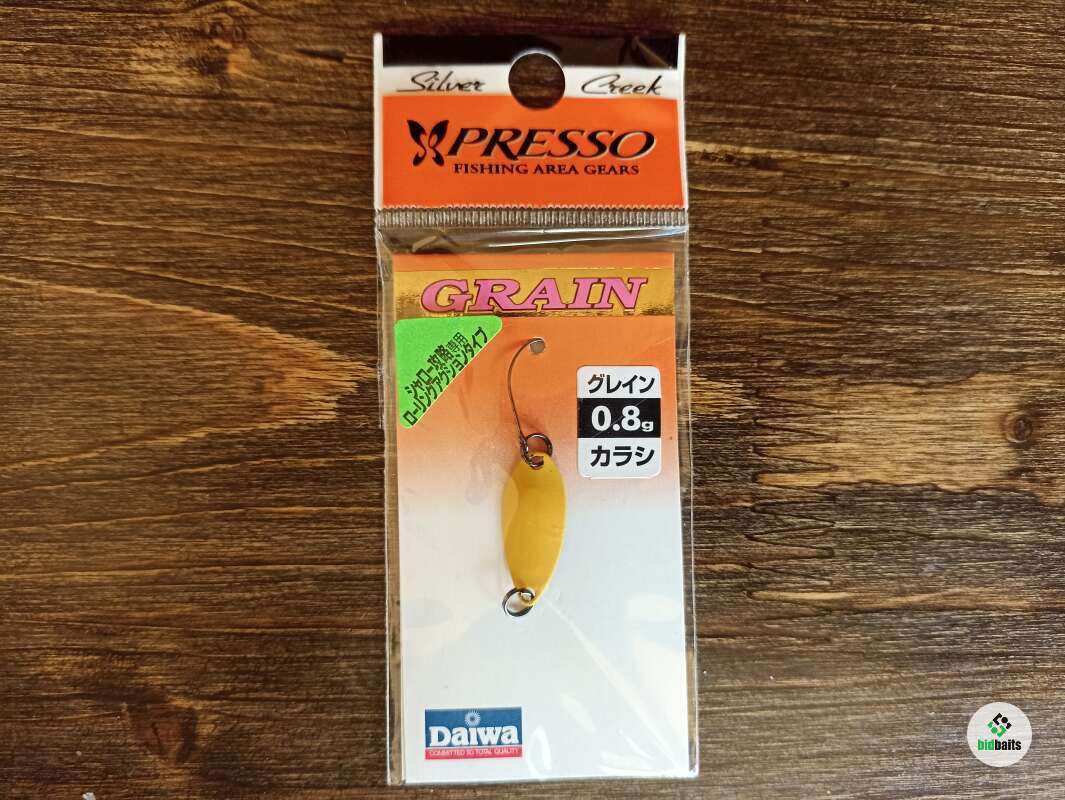 Silver Creek
PRESSO
FISHING AREA GEARS
GRAIN
シャロー攻略専用
ローリングアクションタイプ
グレイン
0.8g
カラシ
Daiwa
COMMITTED TO TOTAL QUALITY
bidbaits